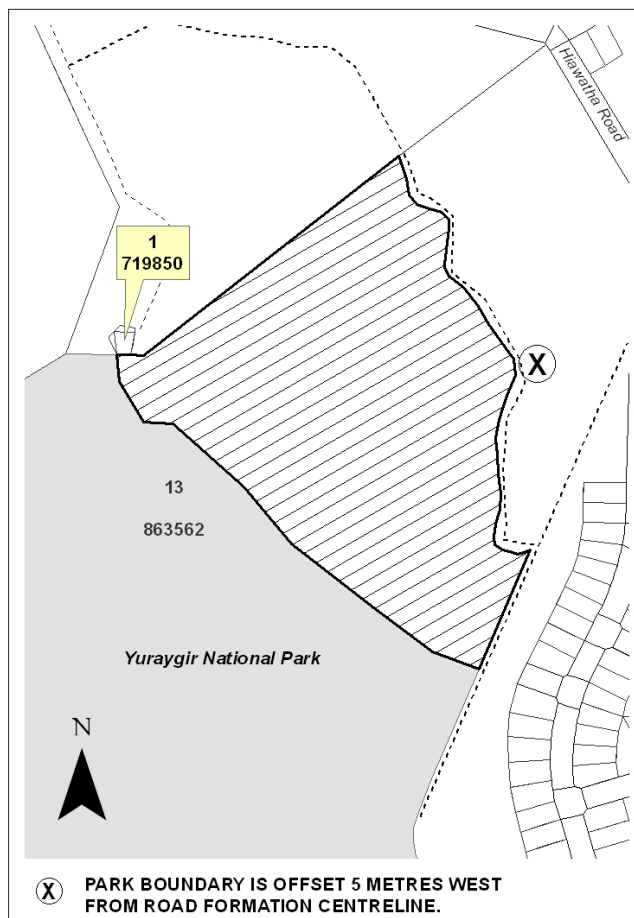 Hiawatha Road
1
719850
X
13
863562
Yuraygir National Park
N
X PARK BOUNDARY IS OFFSET 5 METRES WEST
FROM ROAD FORMATION CENTRELINE.